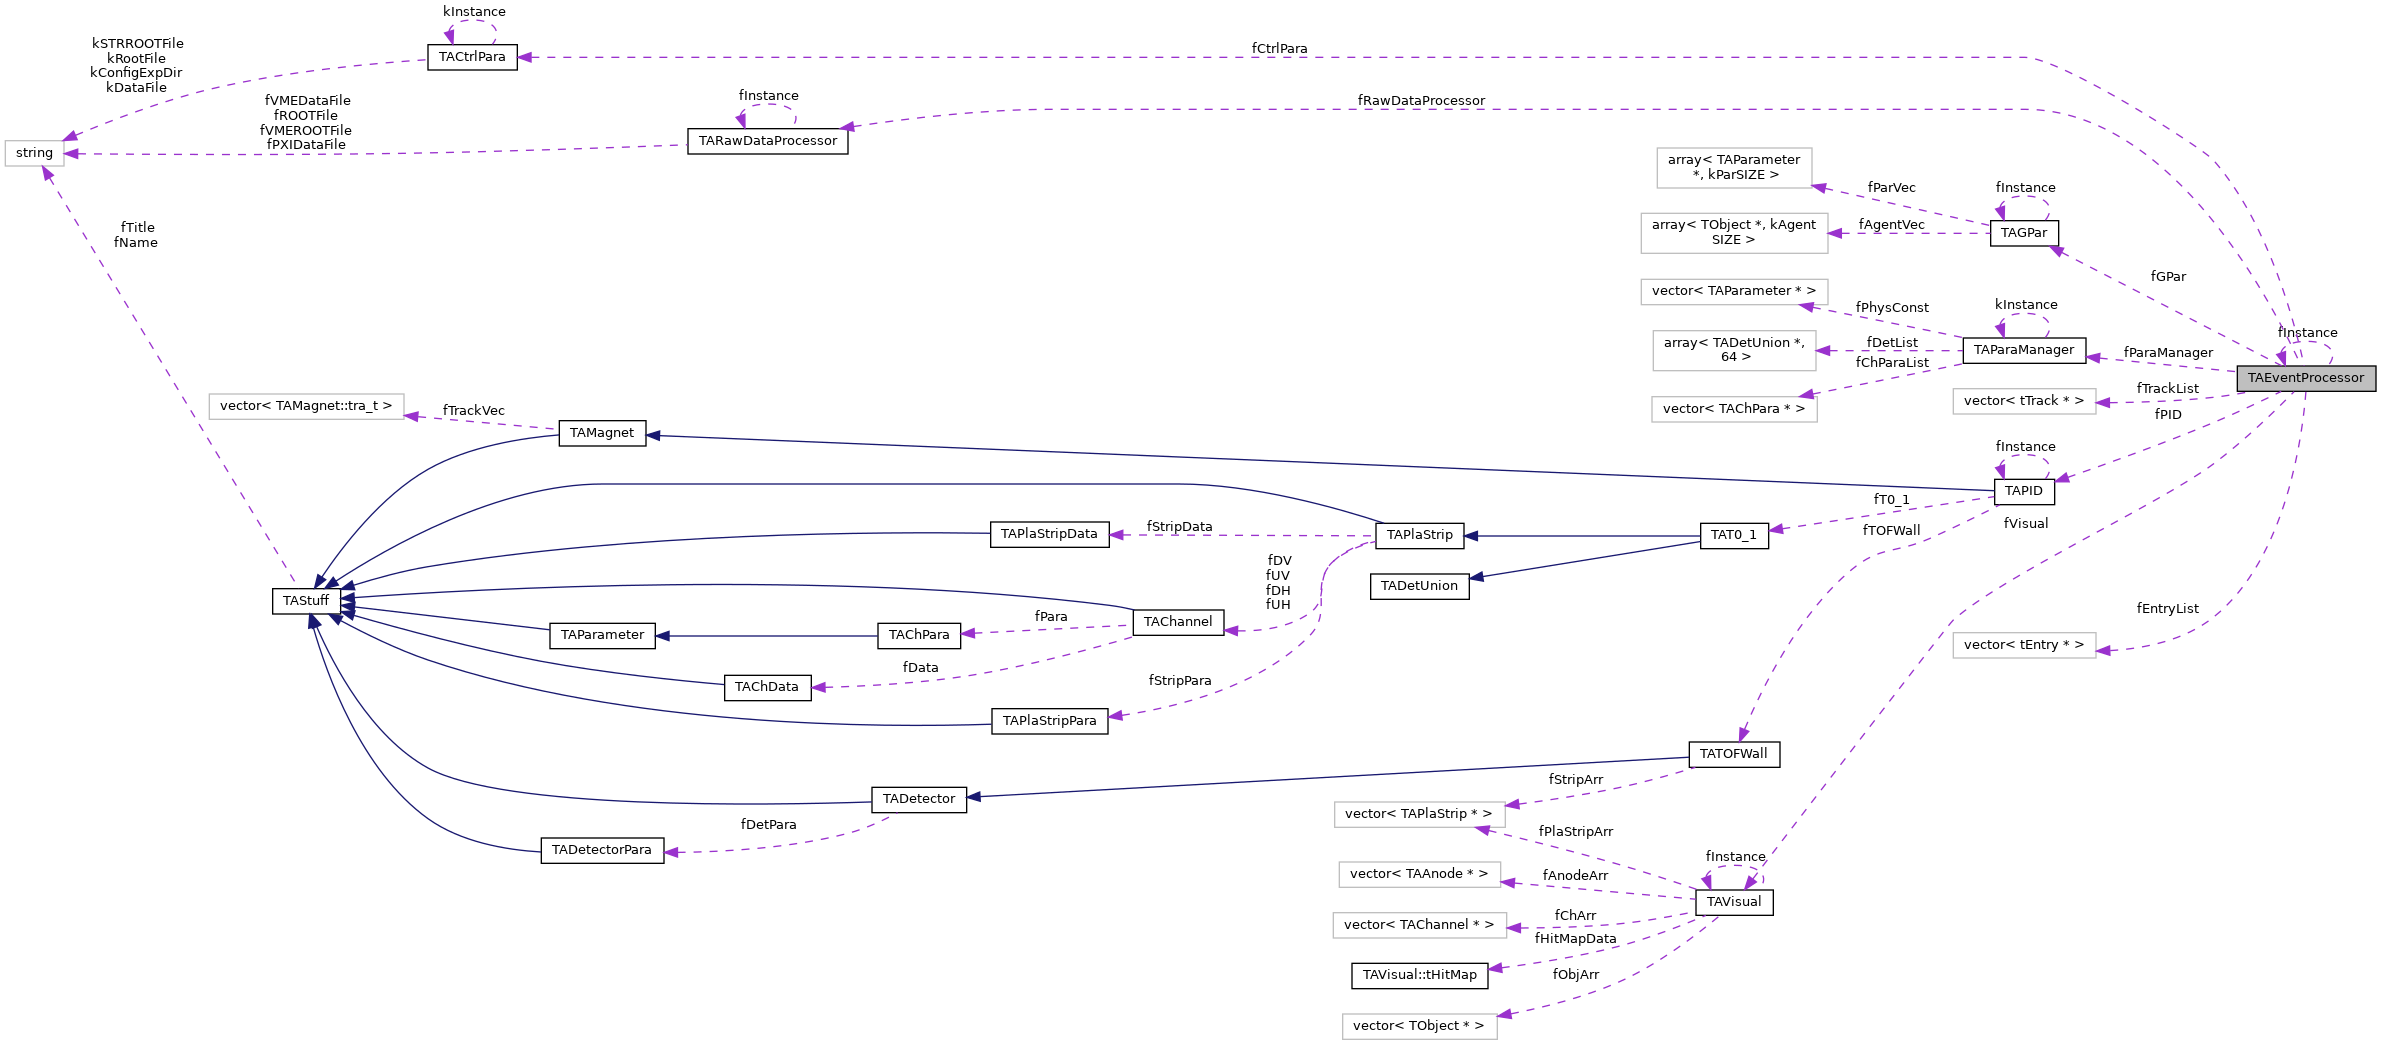 kInstance
kSTRROOTFile
kRootFile
kConfigExpDir
kDataFile
TACtrlPara
fCtrlPara
fVMEDataFile
fROOTFile
fVMEROOTFile
fPXIDataFile
fInstance
fRawDataProcessor
string
TARawDataProcessor
array< TAParameter
*, kParSIZE >
fParVec
fInstance
array< TObject *, kAgent
SIZE >
fAgentVec
TAGPar
fTitle
fName
fGPar
vector< TAParameter * >
fPhysConst
kInstance
fInstance
array< TADetUnion *,
64 >
fDetList
fChParaList
TAParaManager
fParaManager
TAEventProcessor
vector< TAMagnet::tra_t >
fTrackVec
vector< TAChPara * >
vector< tTrack * >
fTrackList
fPID
TAMagnet
fInstance
TAPID
fT0_1
fTOFWall
fVisual
TAPlaStripData
fStripData
TAPlaStrip
TAT0_1
fDV
fUV
fDH
fUH
TADetUnion
TAStuff
fEntryList
TAParameter
TAChPara
fPara
TAChannel
vector< tEntry * >
fData
TAChData
fStripPara
TAPlaStripPara
TATOFWall
TADetector
fStripArr
vector< TAPlaStrip * >
fDetPara
fPlaStripArr
TADetectorPara
fInstance
vector< TAAnode * >
fAnodeArr
TAVisual
fChArr
vector< TAChannel * >
fHitMapData
TAVisual::tHitMap
fObjArr
vector< TObject * >